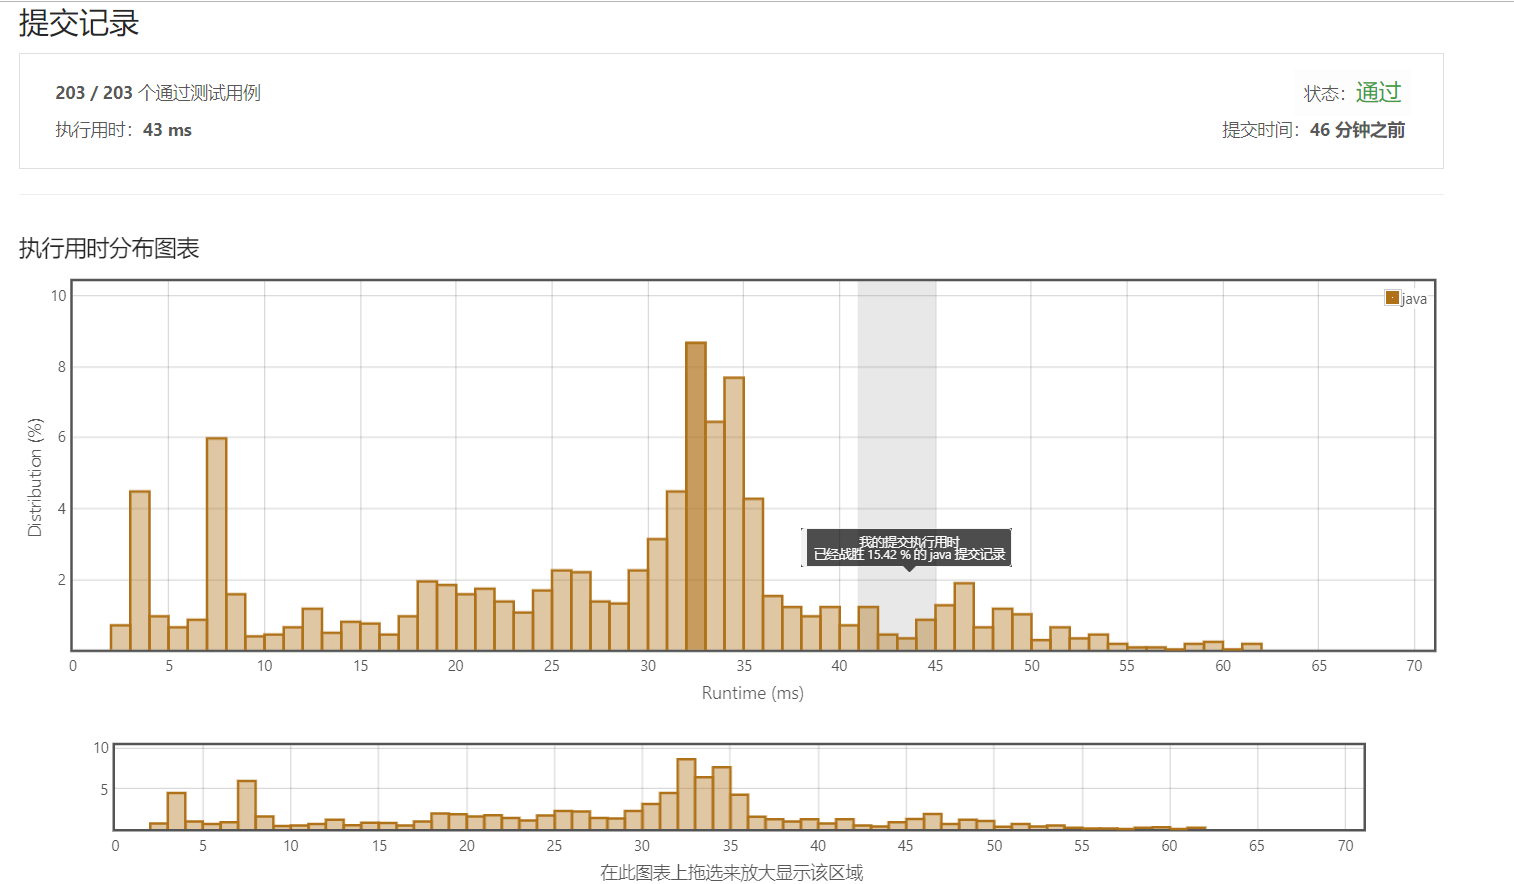 提交记录
203 / 203 个通过测试用例
状态：通过
执行用时：43 ms
提交时间：46 分钟之前
执行用时分布图表
10
8
6
4
2
Distribution (%)
java
我的提交执行用时
已经战胜 15.42 % 的 java 提交记录
0 5 10 15 20 25 30 35 40 45 50 55 60 65 70
Runtime (ms)
10
5
0 5 10 15 20 25 30 35 40 45 50 55 60 65 70
在此图表上拖选来放大显示该区域